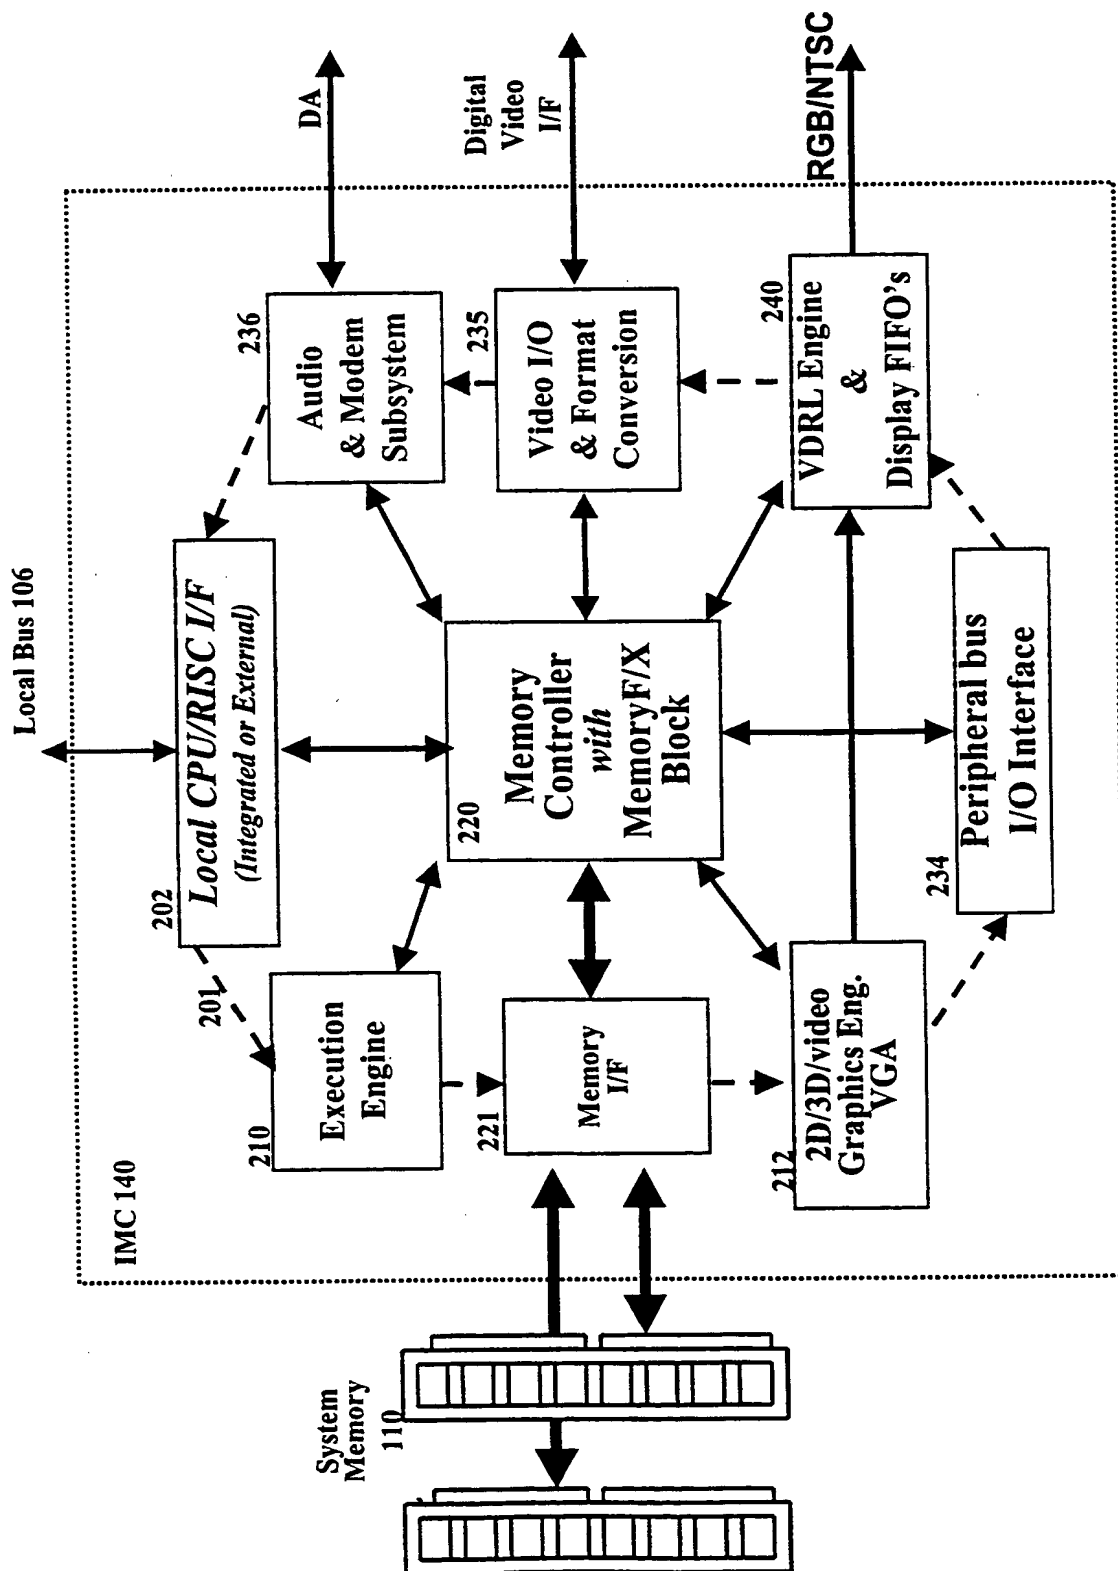 Local Bus 106
IMC 140
202
Local CPU/RISC I/F
(Integrated or External)
201
210
Execution
Engine
236
Audio
& Modem
Subsystem
DA
System
Memory
110
221
Memory
I/F
220
Memory
Controller
with
MemoryF/X
Block
235
Video I/O
& Format
Conversion
Digital
Video
I/F
212
2D/3D/video
Graphics Eng.
VGA
240
VDRL Engine
&
Display FIFO's
RGB/NTSC
234
Peripheral bus
I/O Interface